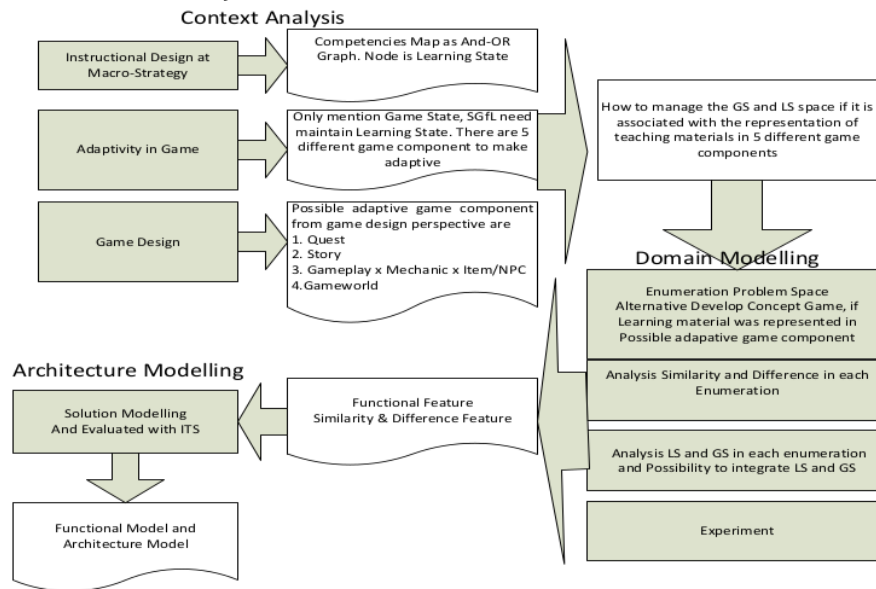 Context Analysis
Instructional Design at
Macro-Strategy
Competencies Map as And-OR
Graph. Node is Learning State
Adaptivity in Game
Only mention Game State, SGfL need
maintain Learning State. There are 5
different game component to make
adaptive
Game Design
Possible adaptive game component
from game design perspective are
1. Quest
2. Story
3. Gameplay x Mechanic x Item/NPC
4.Gameworld
How to manage the GS and LS space if it is
associated with the representation of
teaching materials in 5 different game
components
Domain Modelling
Enumeration Problem Space
Alternative Develop Concept Game, if
Learning material was represented in
Possible adapative game component
Analysis Similarity and Difference in each
Enumeration
Analysis LS and GS in each enumeration
and Possibility to integrate LS and GS
Experiment
Functional Feature
Similarity & Difference Feature
Architecture Modelling
Solution Modelling
And Evaluated with ITS
Functional Model and
Architecture Model